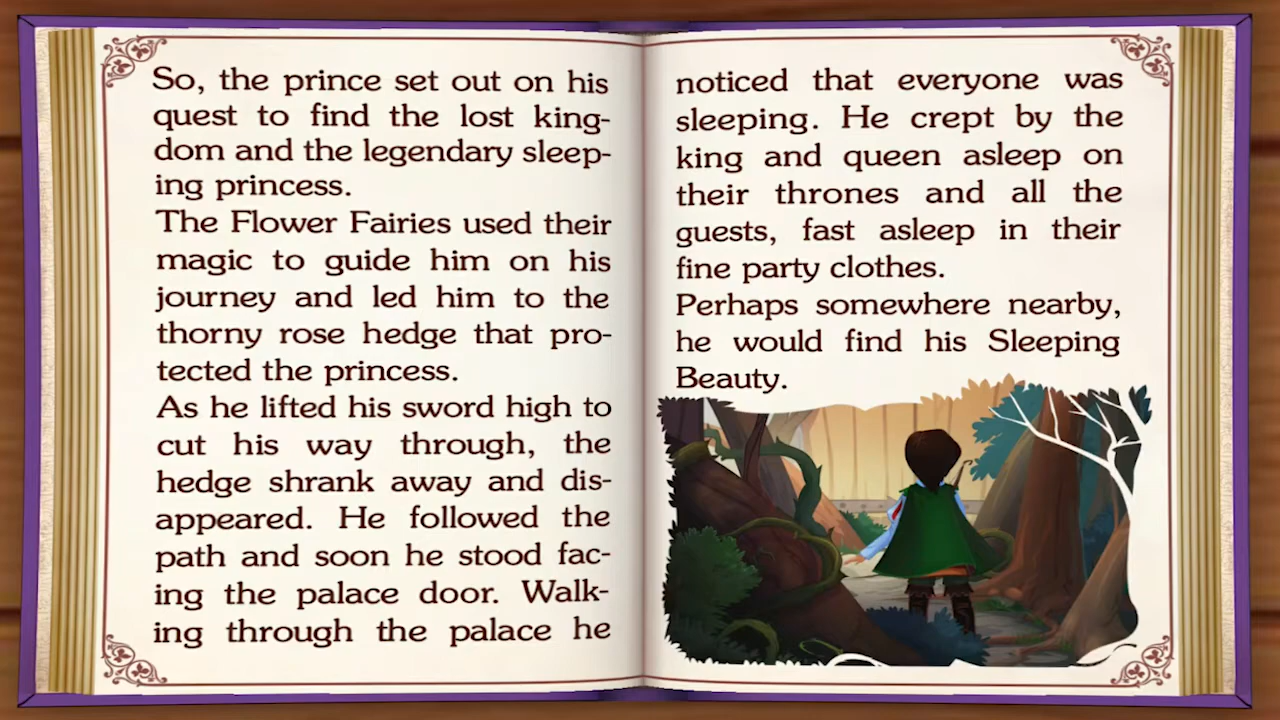 So, the prince set out on his
quest to find the lost king-
dom and the legendary sleep-
ing princess.
The Flower Fairies used their
magic to guide him on his
journey and led him to the
thorny rose hedge that pro-
tected the princess.
As he lifted his sword high to
cut his way through, the
hedge shrank away and dis-
appeared. He followed the
path and soon he stood fac-
ing the palace door. Walk-
ing through the palace he
noticed that everyone was
sleeping. He crept by the
king and queen asleep on
their thrones and all the
guests, fast asleep in their
fine party clothes.
Perhaps somewhere nearby,
he would find his Sleeping
Beauty.